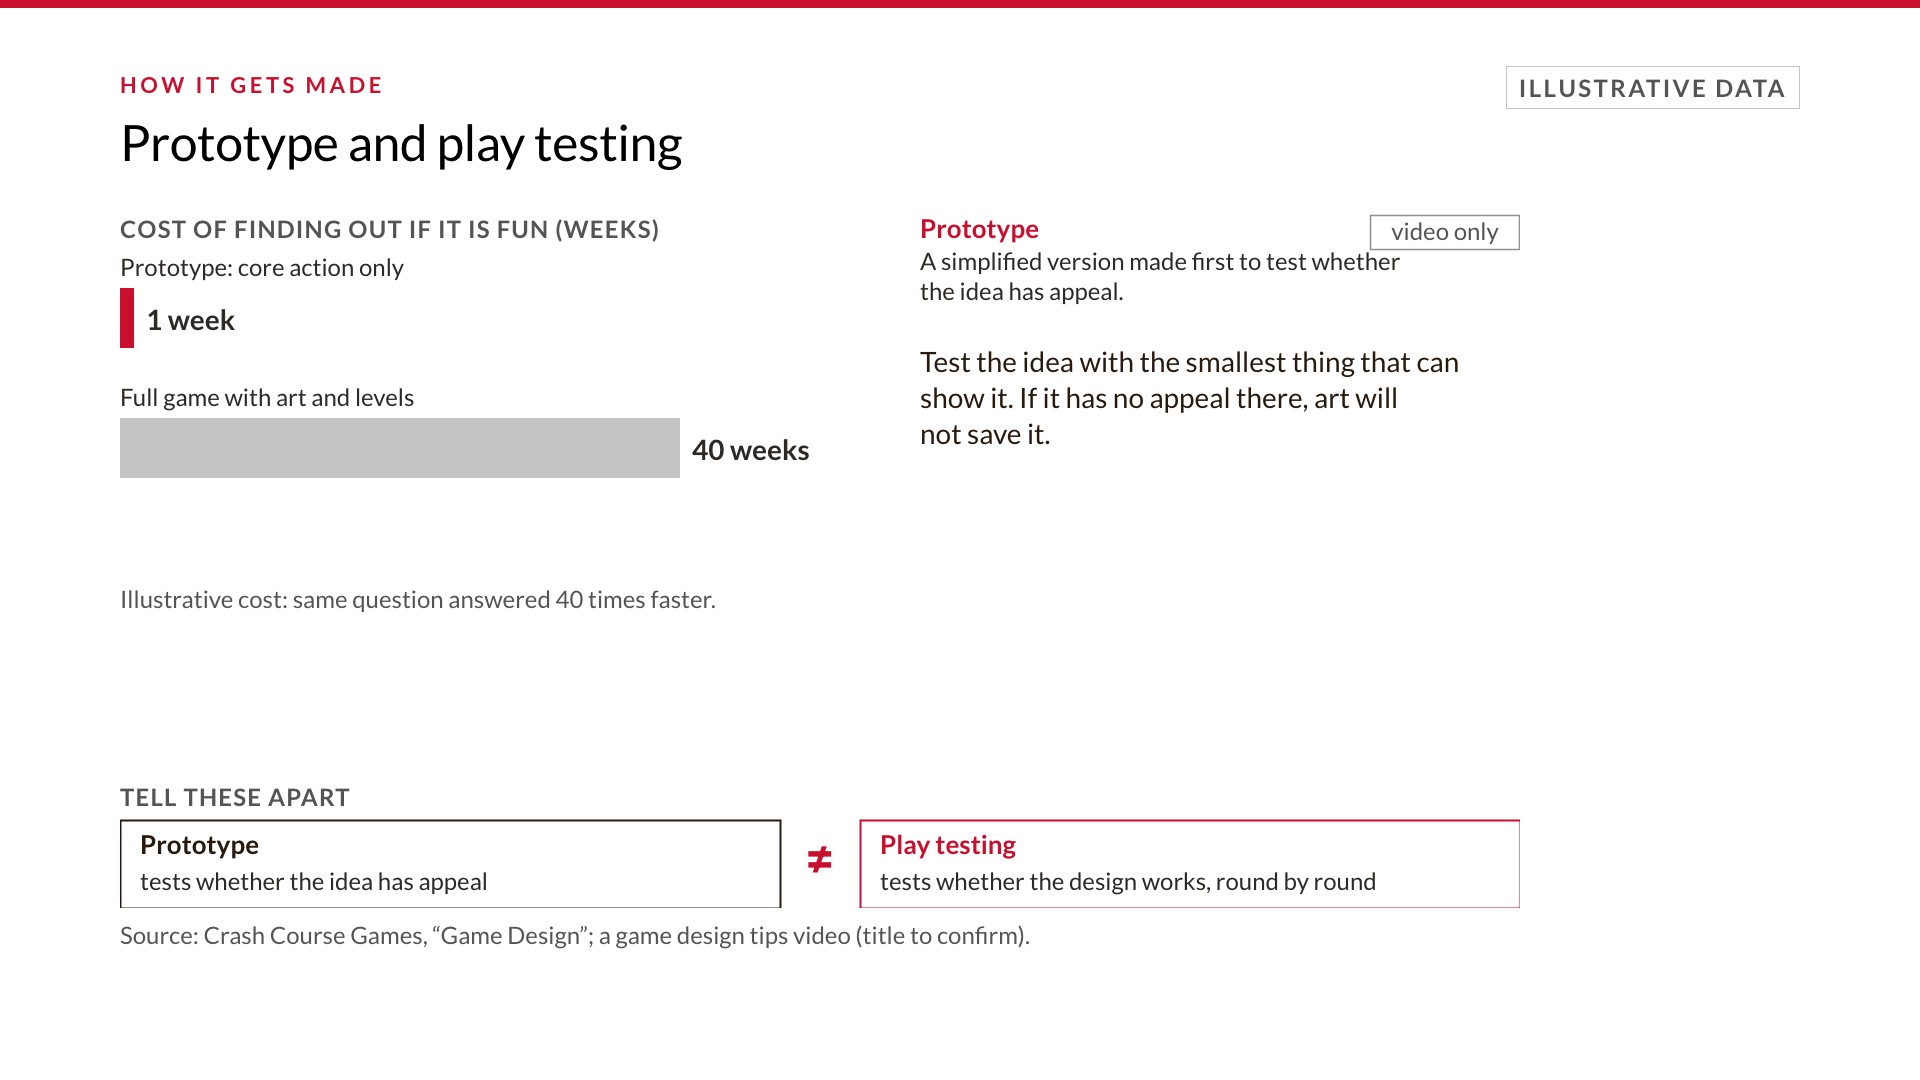 HOW IT GETS MADE
ILLUSTRATIVE DATA
Prototype and play testing
COST OF FINDING OUT IF IT IS FUN (WEEKS)
Prototype: core action only
1 week
Full game with art and levels
40 weeks
Illustrative cost: same question answered 40 times faster.
Prototype
video only
A simplified version made first to test whether
the idea has appeal.
Test the idea with the smallest thing that can
show it. If it has no appeal there, art will
not save it.
TELL THESE APART
Prototype
tests whether the idea has appeal
≠
Play testing
tests whether the design works, round by round
Source: Crash Course Games, “Game Design”; a game design tips video (title to confirm).